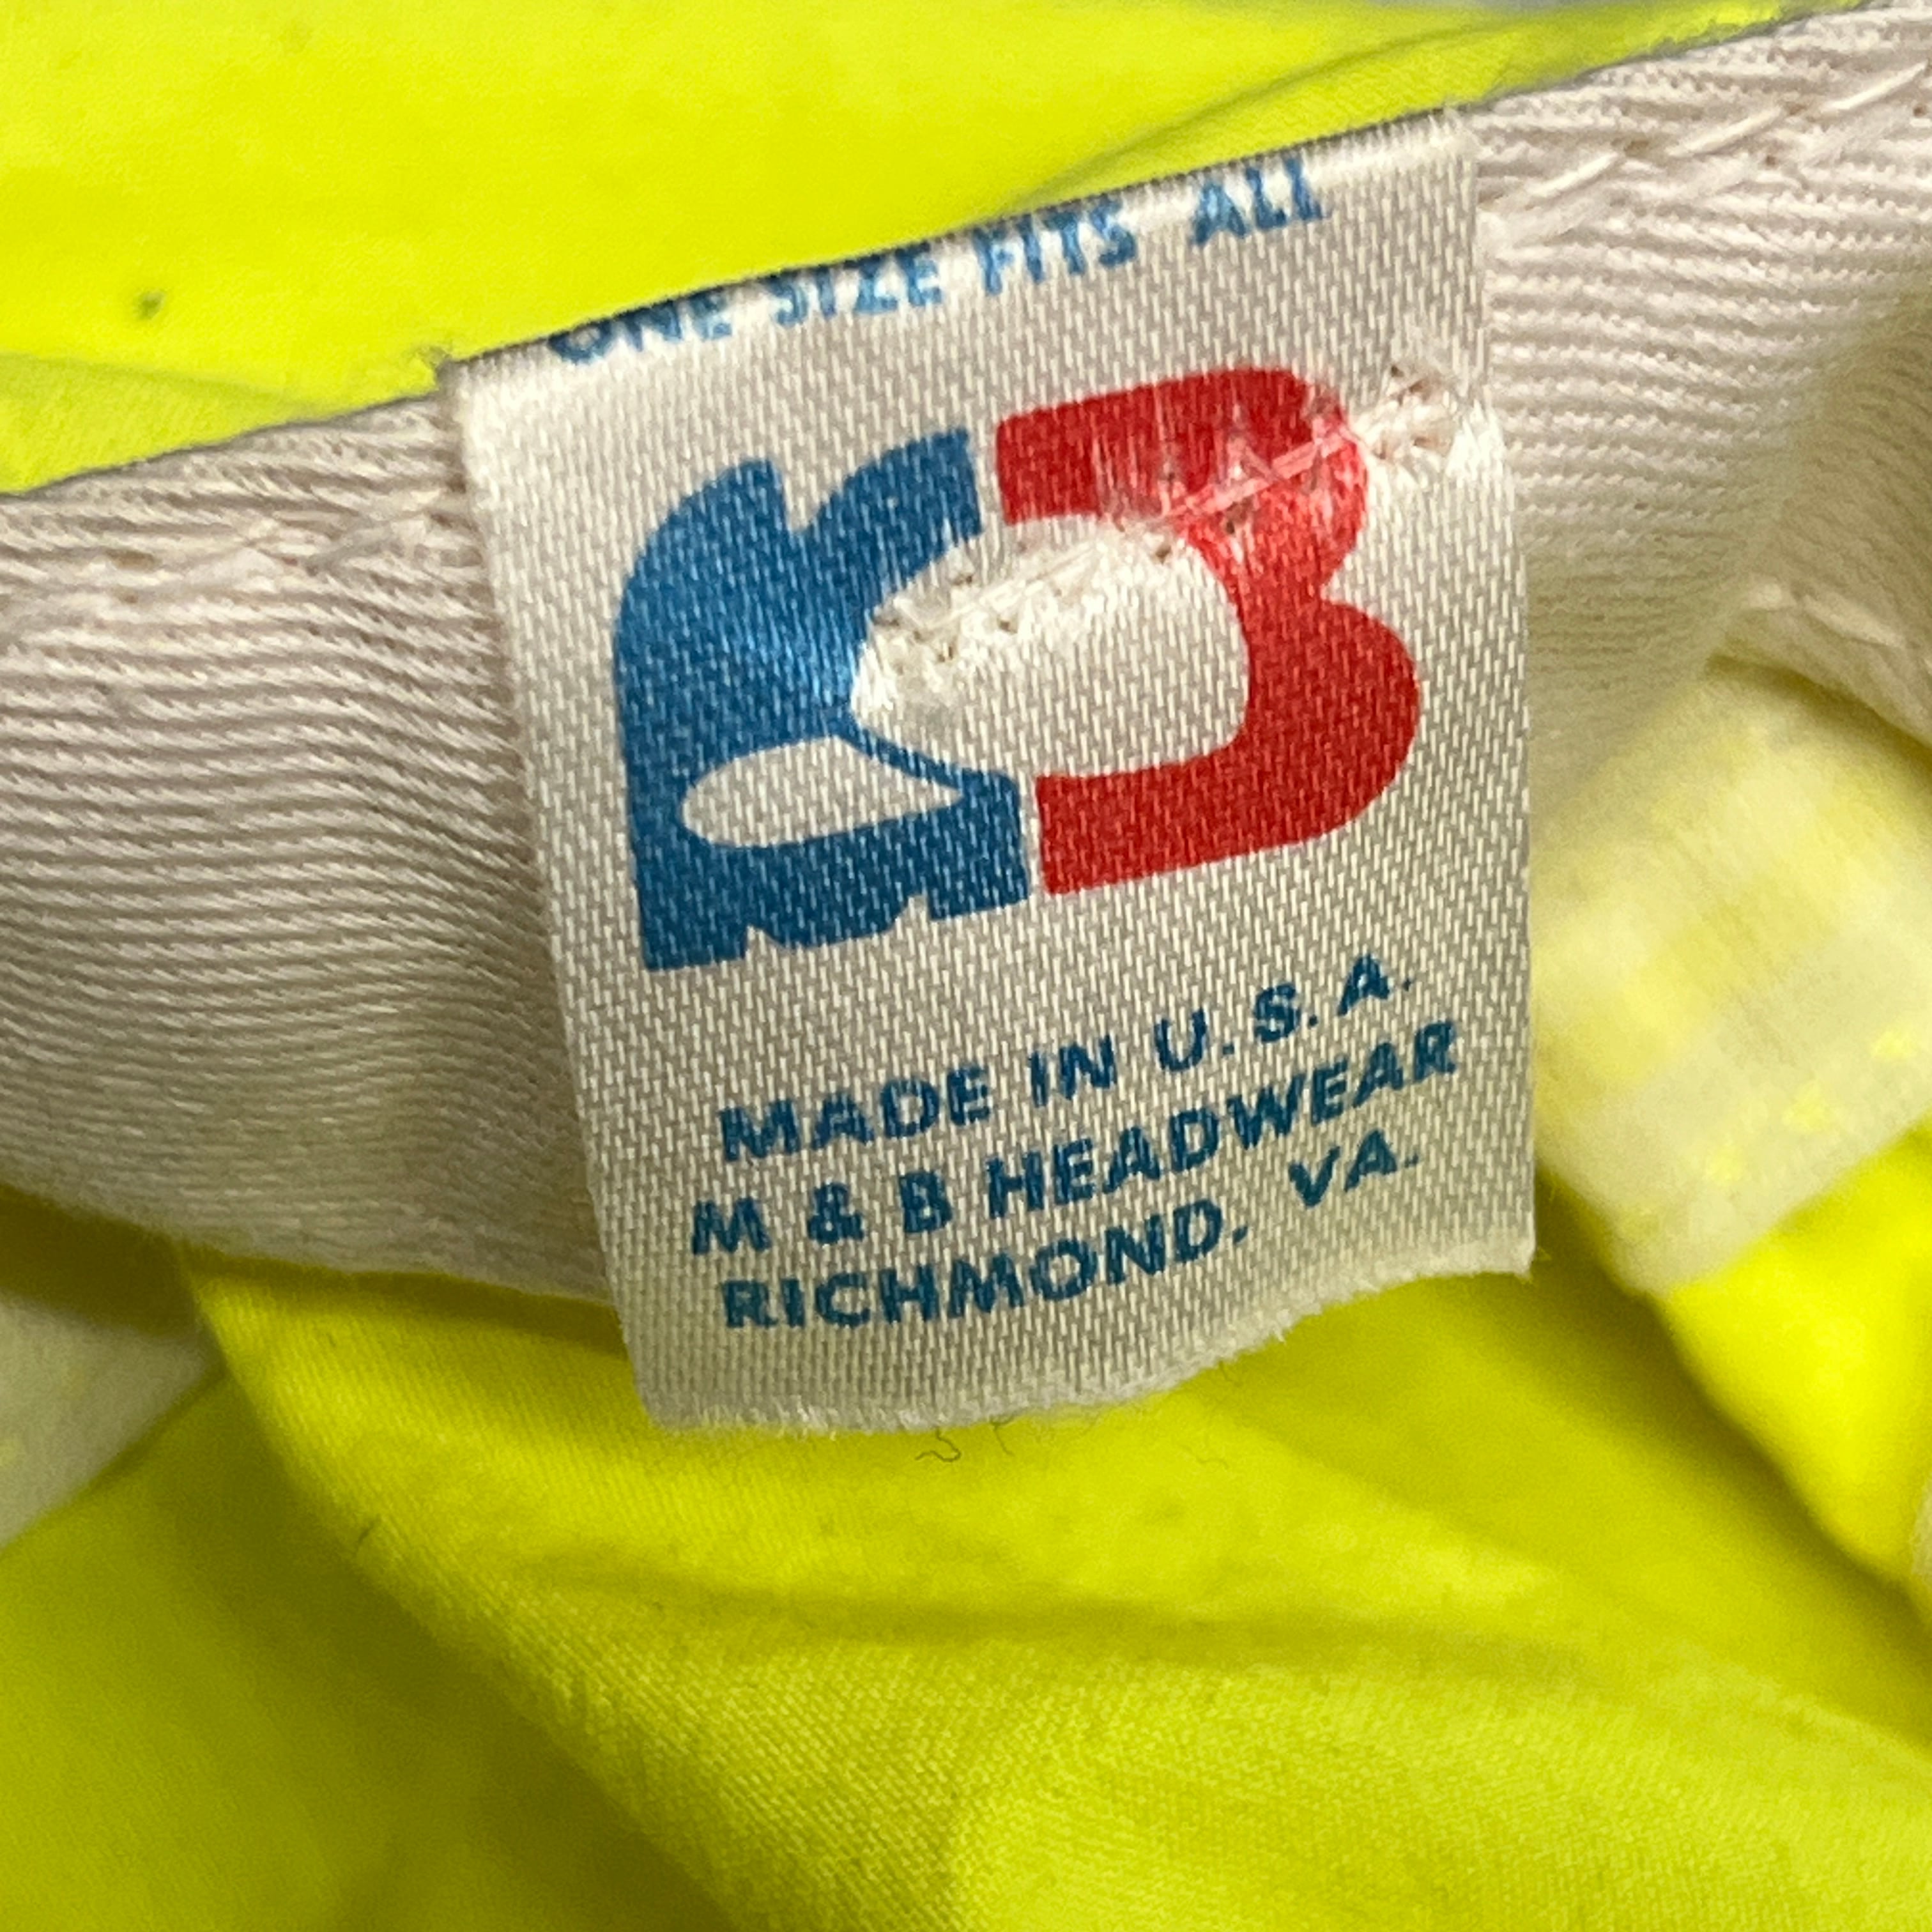 ONE SIZE FITS ALL
MADE IN U.S.A.
M & B HEADWEAR
RICHMOND. VA.